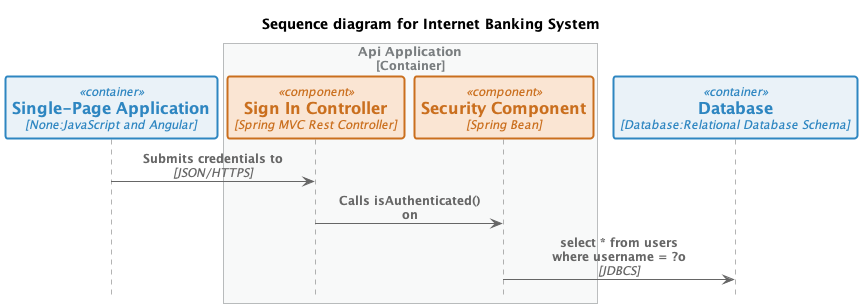 Sequence diagram for Internet Banking System
Api Application
[Container]
«container»
Single-Page Application
[None:JavaScript and Angular]
«component»
Sign In Controller
[Spring MVC Rest Controller]
«component»
Security Component
[Spring Bean]
«container»
Database
[Database:Relational Database Schema]
Submits credentials to
[JSON/HTTPS]
Calls isAuthenticated()
on
select * from users
where username = ?o
[JDBCS]